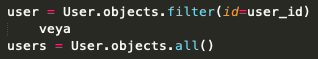 user = User.objects.filter(id=user_id)
    veya
users = User.objects.all()